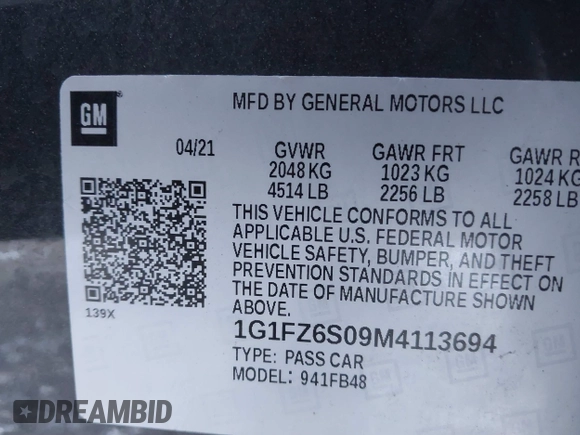 GM
MFD BY GENERAL MOTORS LLC
04/21 GVWR GAWR FRT GAWR R
2048 KG 1023 KG 1024 KG
4514 LB 2256 LB 2258 LB
THIS VEHICLE CONFORMS TO ALL
APPLICABLE U.S. FEDERAL MOTOR
VEHICLE SAFETY, BUMPER, AND THEFT
PREVENTION STANDARDS IN EFFECT ON
THE DATE OF MANUFACTURE SHOWN
ABOVE.
139X
1G1FZ6S09M4113694
TYPE: PASS CAR
MODEL: 941FB48
DREAMBID